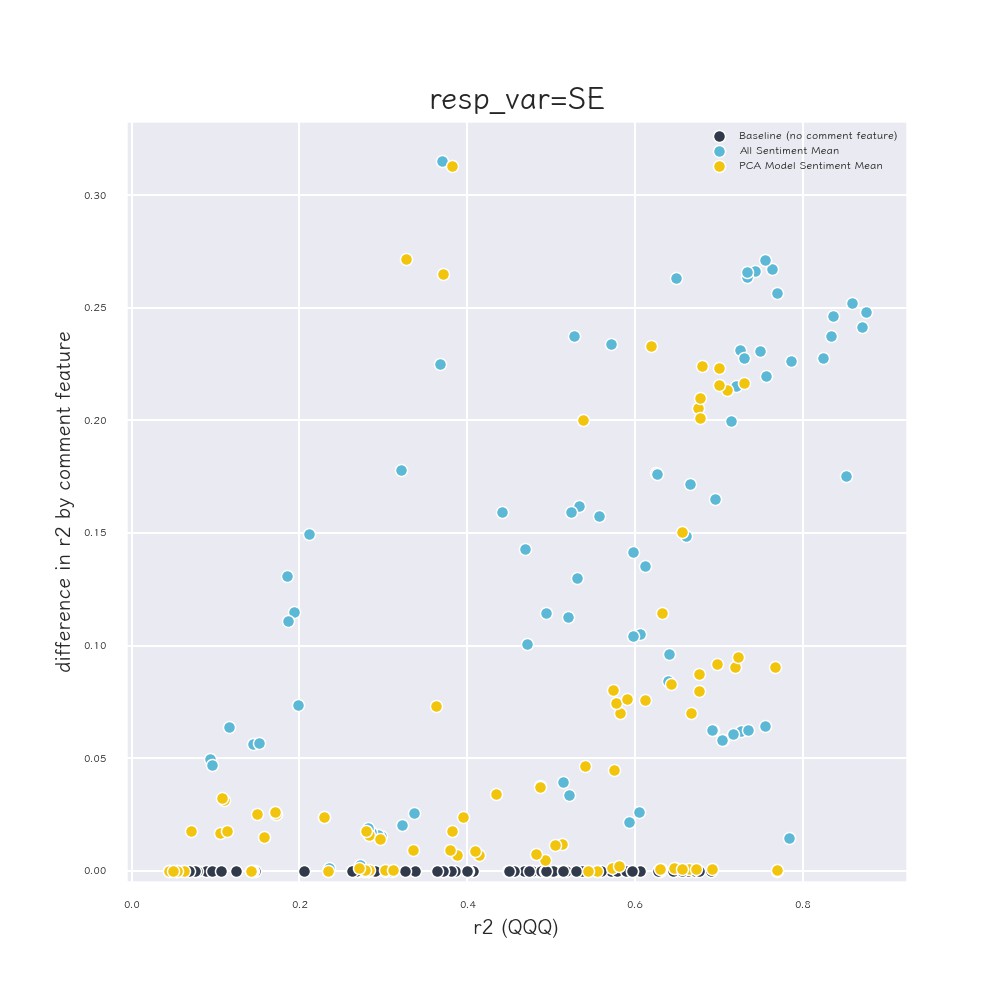 resp_var=SE
Baseline (no comment feature)
All Sentiment Mean
PCA Model Sentiment Mean
difference in r2 by comment feature
0.30
0.25
0.20
0.15
0.10
0.05
0.00
0.0 0.2 0.4 0.6 0.8
r2 (QQQ)